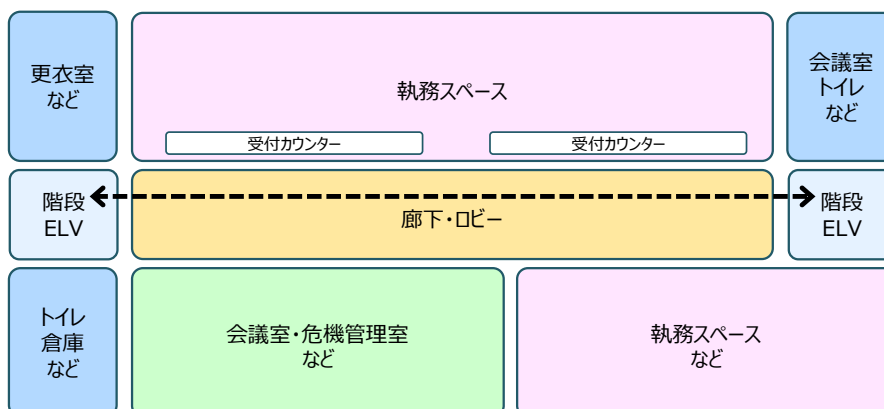 更衣室
など
執務スペース
受付カウンター
受付カウンター
会議室
トイレ
など
階段
ELV
廊下・ロビー
階段
ELV
トイレ
倉庫
など
会議室・危機管理室
など
執務スペース
など